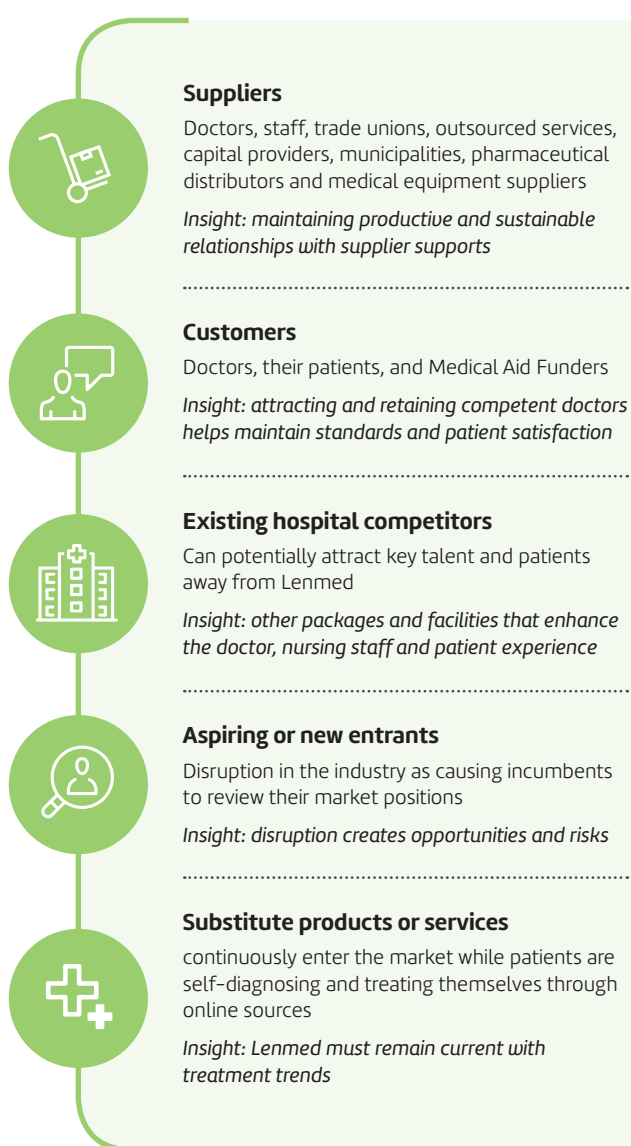 Suppliers
Doctors, staff, trade unions, outsourced services,
capital providers, municipalities, pharmaceutical
distributors and medical equipment suppliers
Insight: maintaining productive and sustainable
relationships with supplier supports
Customers
Doctors, their patients, and Medical Aid Funders
Insight: attracting and retaining competent doctors
helps maintain standards and patient satisfaction
Existing hospital competitors
Can potentially attract key talent and patients
away from Lenmed
Insight: other packages and facilities that enhance
the doctor, nursing staff and patient experience
Aspiring or new entrants
Disruption in the industry as causing incumbents
to review their market positions
Insight: disruption creates opportunities and risks
Substitute products or services
continuously enter the market while patients are
self-diagnosing and treating themselves through
online sources
Insight: Lenmed must remain current with
treatment trends